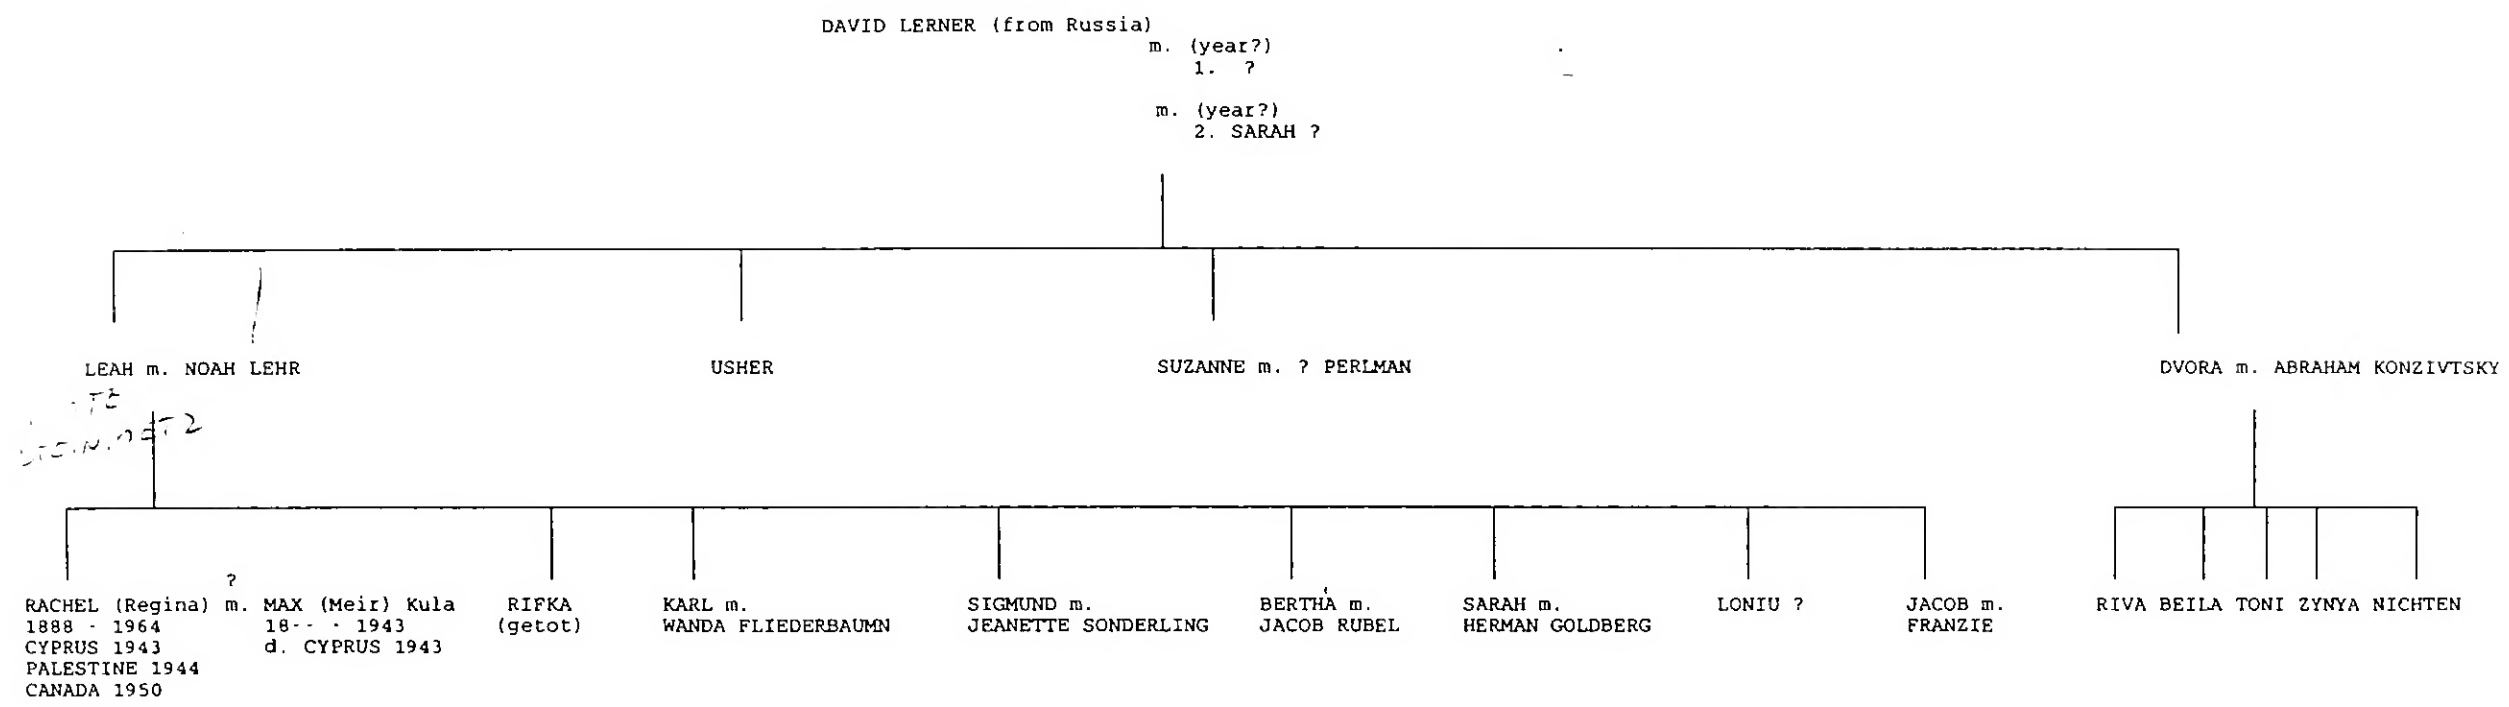 DAVID LERNER (from Russia)
m. (year?)
1. ?
m. (year?)
2. SARAH ?
LEAH m. NOAH LEHR
USHER
SUZANNE m. ? PERLMAN
DVORA m. ABRAHAM KONZIVTSKY
?
RACHEL (Regina) m. MAX (Meir) Kula
1888 - 1964
18-- - 1943
CYPRUS 1943
d. CYPRUS 1943
PALESTINE 1944
CANADA 1950
RIFKA
(getot)
KARL m.
WANDA FLIEDERBAUMN
SIGMUND m.
JEANETTE SONDERLING
BERTHA m.
JACOB RUBEL
SARAH m.
HERMAN GOLDBERG
LONIU ?
JACOB m.
FRANZIE
RIVA BEILA TONI ZYNYA NICHTEN